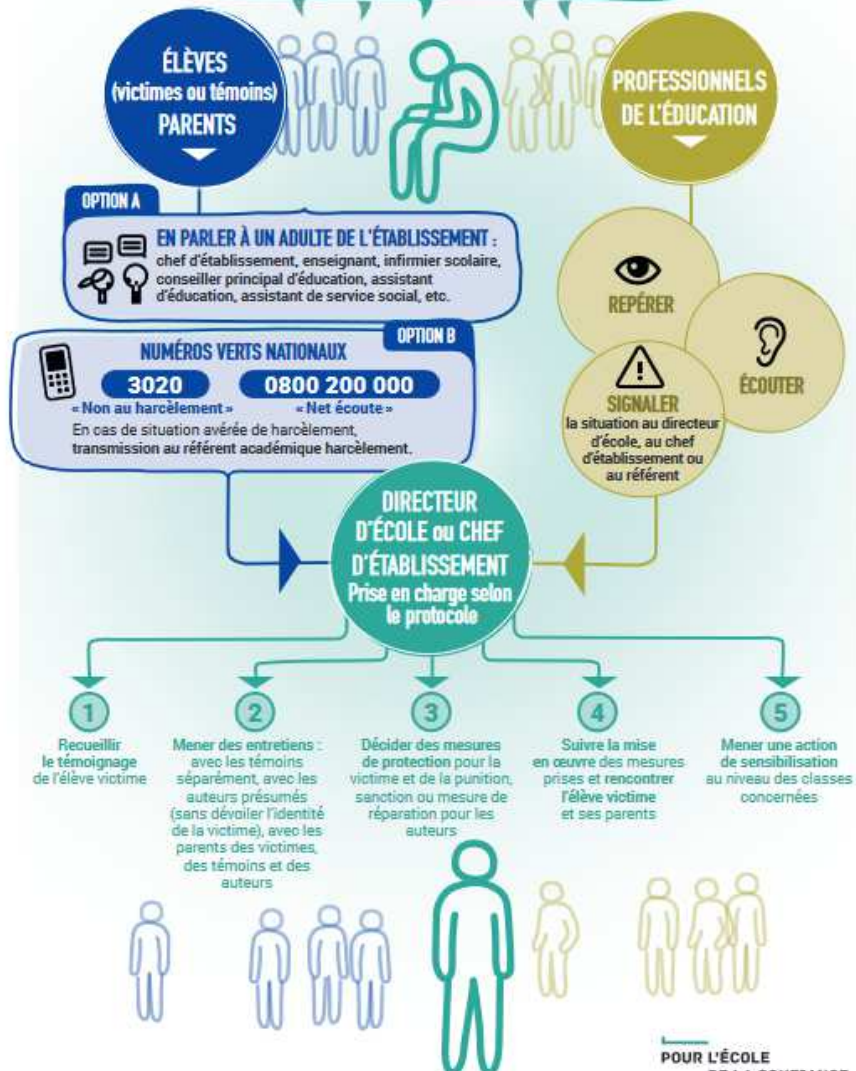 ÉLÈVES
(victimes ou témoins)
PARENTS
PROFESSIONNELS
DE L'ÉDUCATION
OPTION A
EN PARLER À UN ADULTE DE L'ÉTABLISSEMENT :
chef d'établissement, enseignant, infirmier scolaire,
conseiller principal d'éducation, assistant
d'éducation, assistant de service social, etc.
OPTION B
NUMÉROS VERTS NATIONAUX
3020
« Non au harcèlement »
0800 200 000
« Net écoute »
En cas de situation avérée de harcèlement,
transmission au référent académique harcèlement.
REPÉRER
ÉCOUTER
SIGNALER
la situation au directeur
d'école, au chef
d'établissement ou
au référent
DIRECTEUR
D'ÉCOLE ou CHEF
D'ÉTABLISSEMENT
Prise en charge selon
le protocole
1
Recueillir
le témoignage
de l'élève victime
2
Mener des entretiens :
avec les témoins
séparément, avec les
auteurs présumés
(sans dévoiler l'identité
de la victime), avec les
parents des victimes,
des témoins et des
auteurs
3
Décider des mesures
de protection pour la
victime et de la punition,
sanction ou mesure de
réparation pour les
auteurs
4
Suivre la mise
en œuvre des mesures
prises et rencontrer
l'élève victime
et ses parents
5
Mener une action
de sensibilisation
au niveau des classes
concernées
POUR L'ÉCOLE